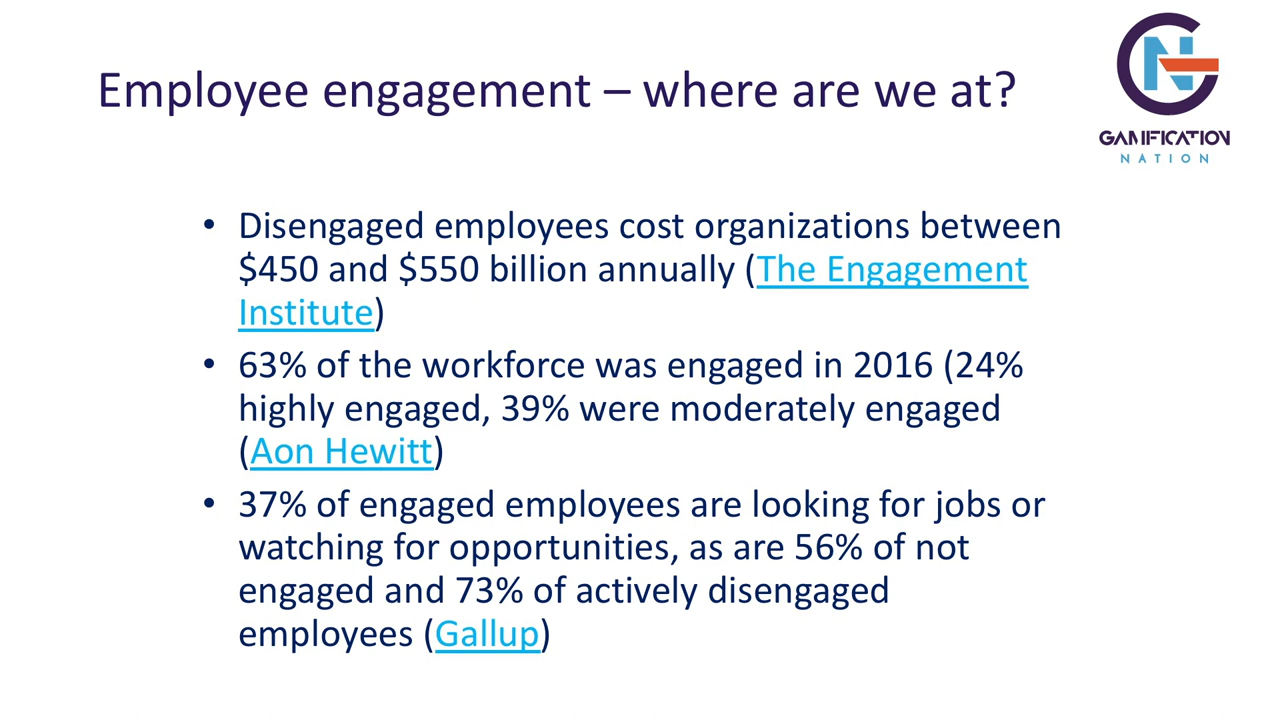 Employee engagement – where are we at?
GAMIFICATION
NATION
• Disengaged employees cost organizations between
$450 and $550 billion annually (The Engagement
Institute)
• 63% of the workforce was engaged in 2016 (24%
highly engaged, 39% were moderately engaged
(Aon Hewitt)
• 37% of engaged employees are looking for jobs or
watching for opportunities, as are 56% of not
engaged and 73% of actively disengaged
employees (Gallup)